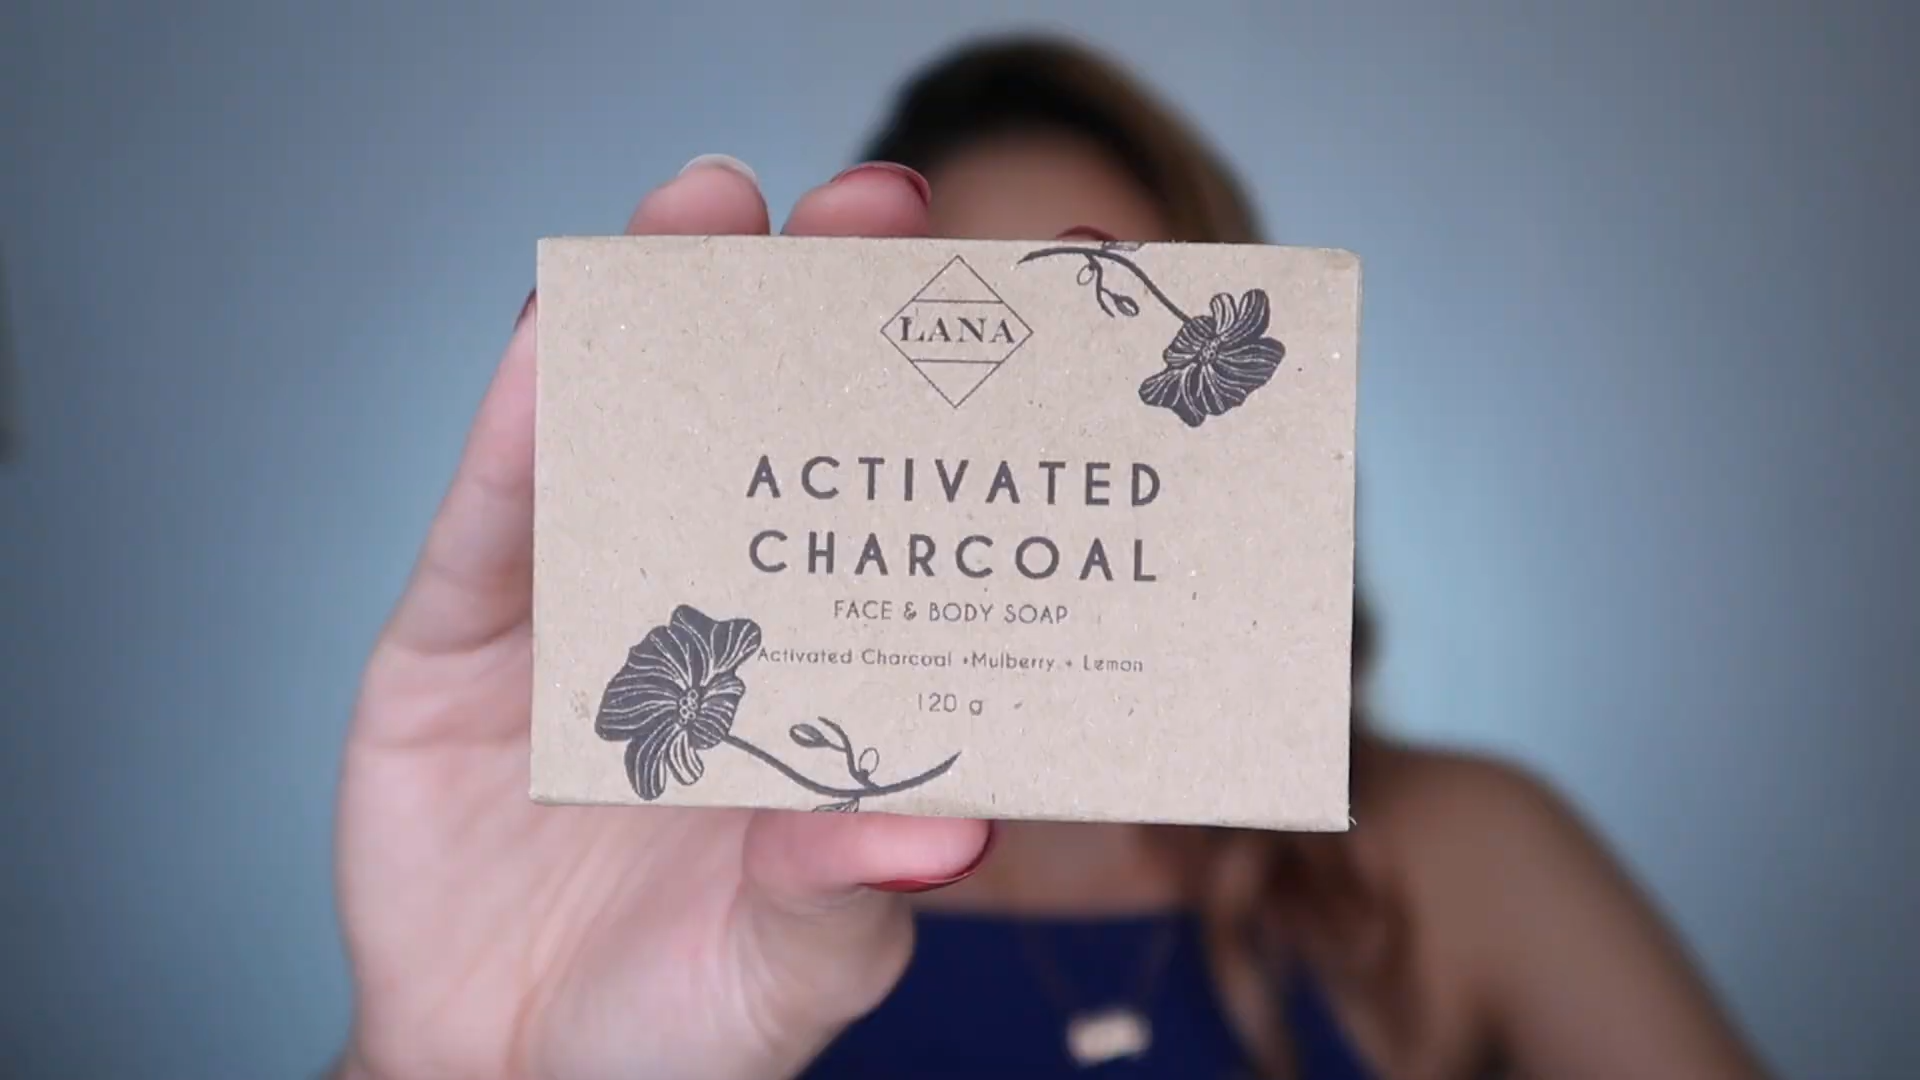 LANA
ACTIVATED
CHARCOAL
FACE & BODY SOAP
Activated Charcoal +Mulberry + Lemon
120 g